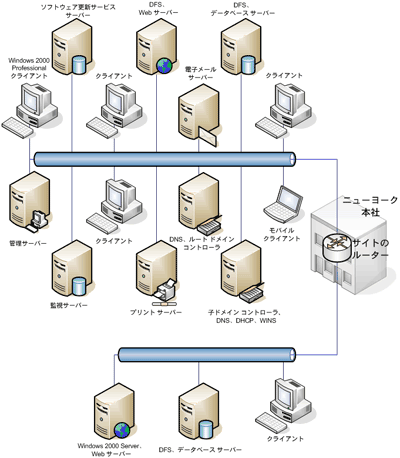 ソフトウェア更新サービス
サーバー
DFS、
Web サーバー
DFS、
データベース サーバー
Windows 2000
Professional
クライアント
クライアント
電子メール
サーバー
クライアント
管理サーバー
クライアント
DNS、ルート ドメイン
コントローラ
モバイル
クライアント
ニューヨーク
本社
サイトの
ルーター
監視サーバー
プリント サーバー
子ドメイン コントローラ、
DNS、DHCP、WINS
Windows 2000 Server、
Web サーバー
DFS、データベース サーバー
クライアント